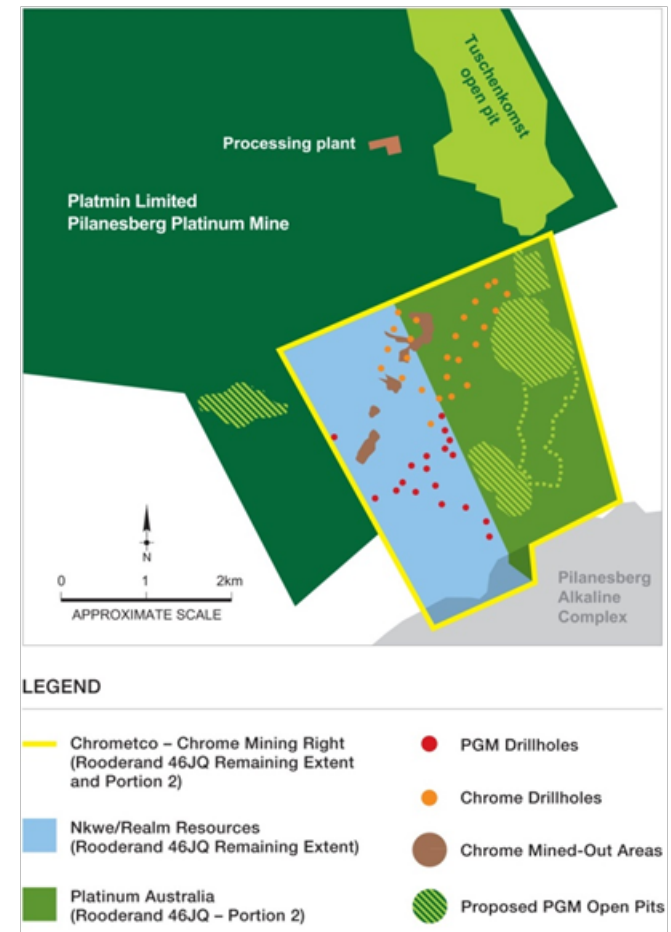 Tuschenkomst
open pit
Processing plant
Platmin Limited
Pilanesberg Platinum Mine
N
0 1 2km
APPROXIMATE SCALE
Pilanesberg
Alkaline
Complex
LEGEND
Chrometco – Chrome Mining Right
(Rooderand 46JQ Remaining Extent
and Portion 2)
Nkwe/Realm Resources
(Rooderand 46JQ Remaining Extent)
Platinum Australia
(Rooderand 46JQ – Portion 2)
PGM Drillholes
Chrome Drillholes
Chrome Mined-Out Areas
Proposed PGM Open Pits